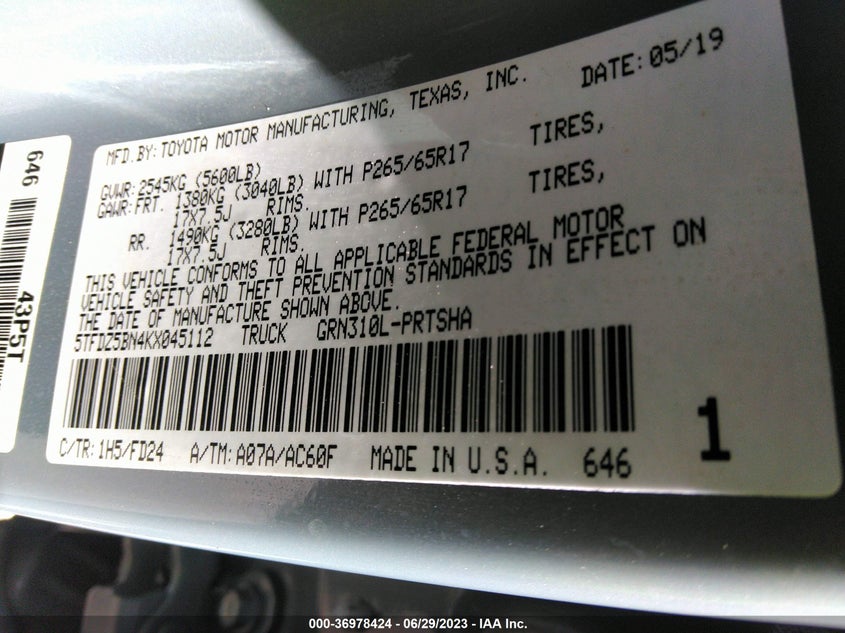 MFD.BY:TOYOTA MOTOR MANUFACTURING, TEXAS, INC. DATE:05/19
GVWR:2545KG (5600LB)
GAWR:FRT. 1380KG (3040LB) WITH P265/65R17 TIRES,
17X7.5J RIMS.
RR. 1490KG (3280LB) WITH P265/65R17 TIRES,
17X7.5J RIMS.
THIS VEHICLE CONFORMS TO ALL APPLICABLE FEDERAL MOTOR
VEHICLE SAFETY AND THEFT PREVENTION STANDARDS IN EFFECT ON
THE DATE OF MANUFACTURE SHOWN ABOVE.
5TFDZ5BN4KX045112 TRUCK GRN310L-PRTSHA
1
C/TR:1H5/FD24 A/TM:A07A/AC60F MADE IN U.S.A. 646
646
43P5T
000-36978424 - 06/29/2023 - IAA Inc.